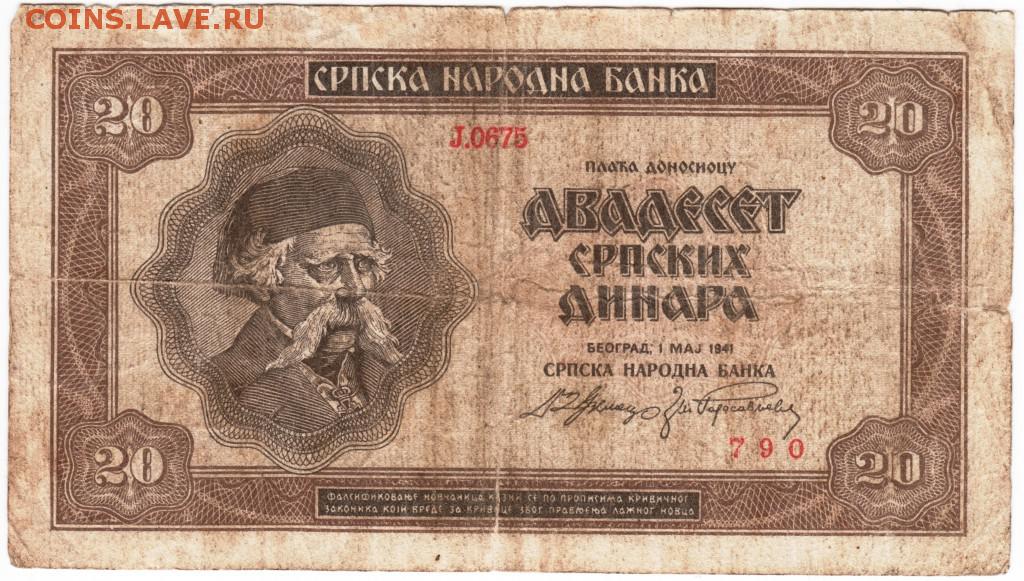 COINS.LAVE.RU
СРПСКА НАРОДНА БАНКА
20
20
J.0675
ПЛАЋА ДОНОСИОЦУ
ДВАДЕСЕТ
СРПСКИХ
ДИНАРА
БЕОГРАД, 1 МАЈ 1941
СРПСКА НАРОДНА БАНКА
790
20
20
ФАЛСИФИКОВАЊЕ НОВЧАНИЦА КАЗНИ СЕ ПО ПРОПИСИМА КРИВИЧНОГ
ЗАКОНИКА КОЈИ ВРЕДЕ ЗА КРИВЦЕ ЗБОГ ПРАВЉЕЊА ЛАЖНОГ НОВЦА